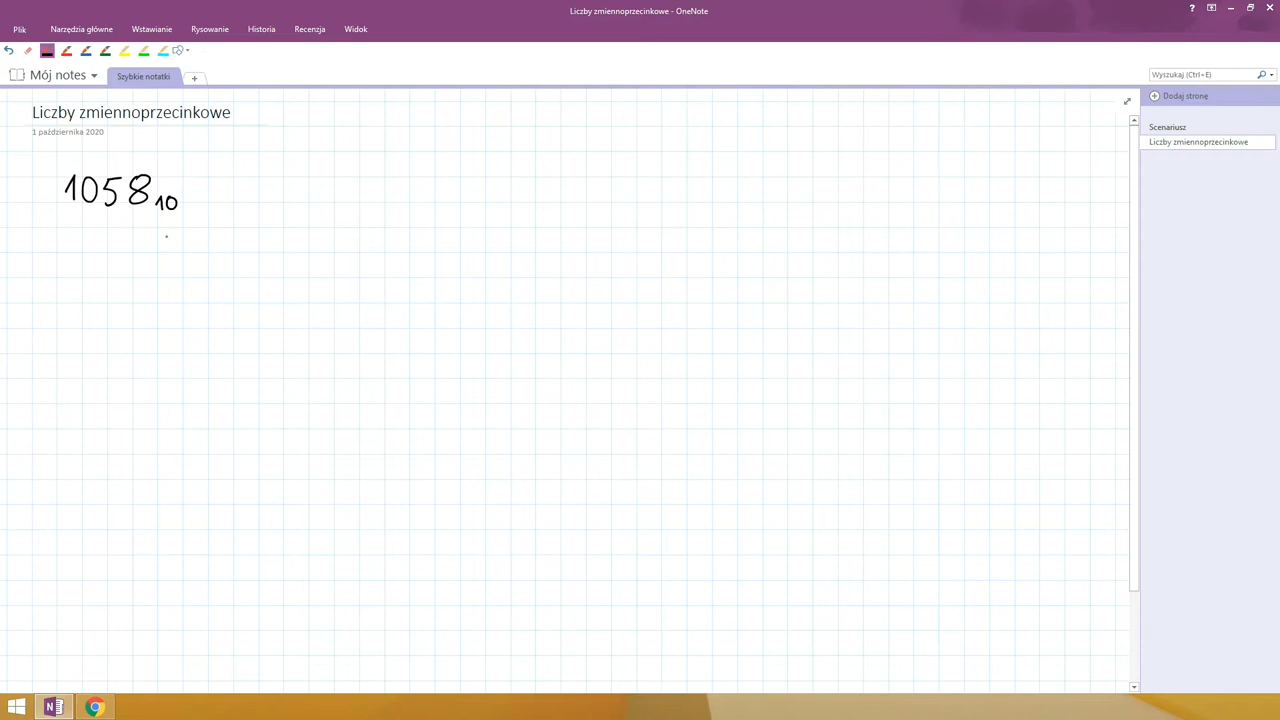 Liczby zmiennoprzecinkowe - OneNote
?
Plik Narzędzia główne Wstawianie Rysowanie Historia Recenzja Widok
Mój notes Szybkie notatki + Wyszukaj (Ctrl+E)
Liczby zmiennoprzecinkowe
1 października 2020
Dodaj stronę
Scenariusz
Liczby zmiennoprzecinkowe
1058₁₀